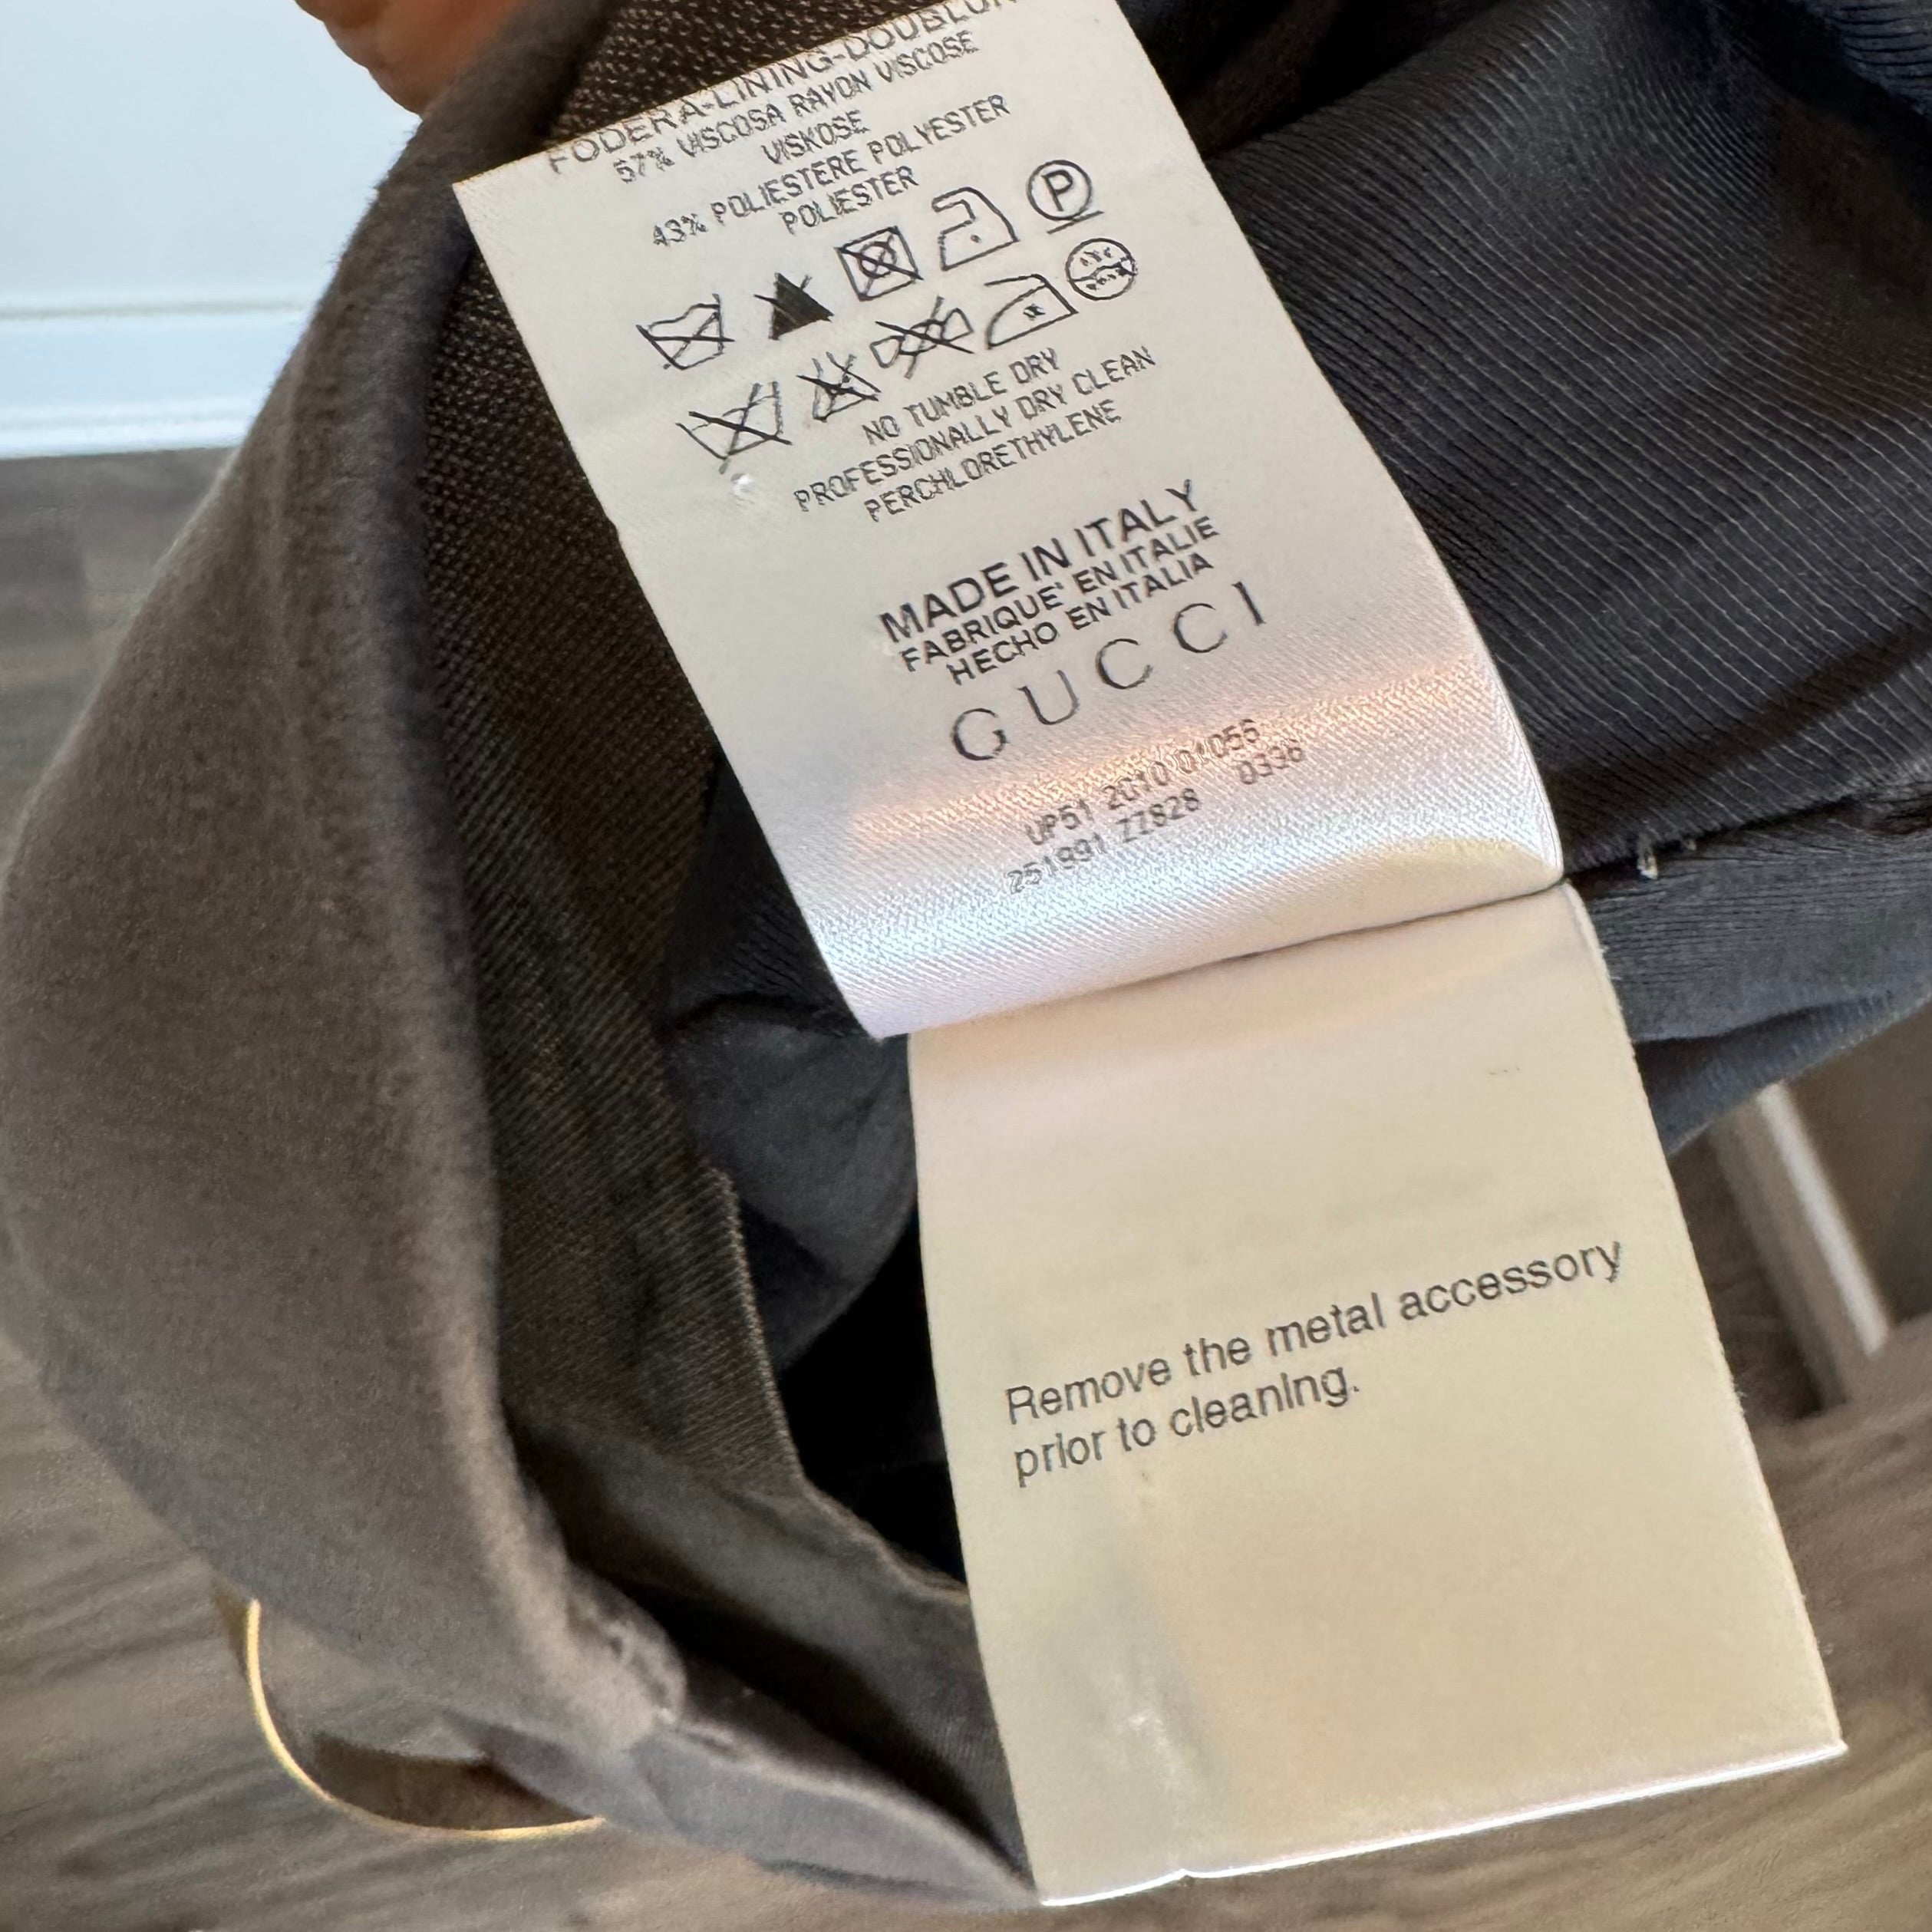 FODERA-LINING-DOUBLUR
57% VISCOSA RAYON VISCOSE
VISKOSE
43% POLIESTERE POLYESTER
POLIESTER
P
NO TUMBLE DRY
PROFESSIONALLY DRY CLEAN
PERCHLORETHYLENE
MADE IN ITALY
FABRIQUE' EN ITALIE
HECHO EN ITALIA
GUCCI
UP51 2010 01056
251991 Z7828 0336
Remove the metal accessory
prior to cleaning.